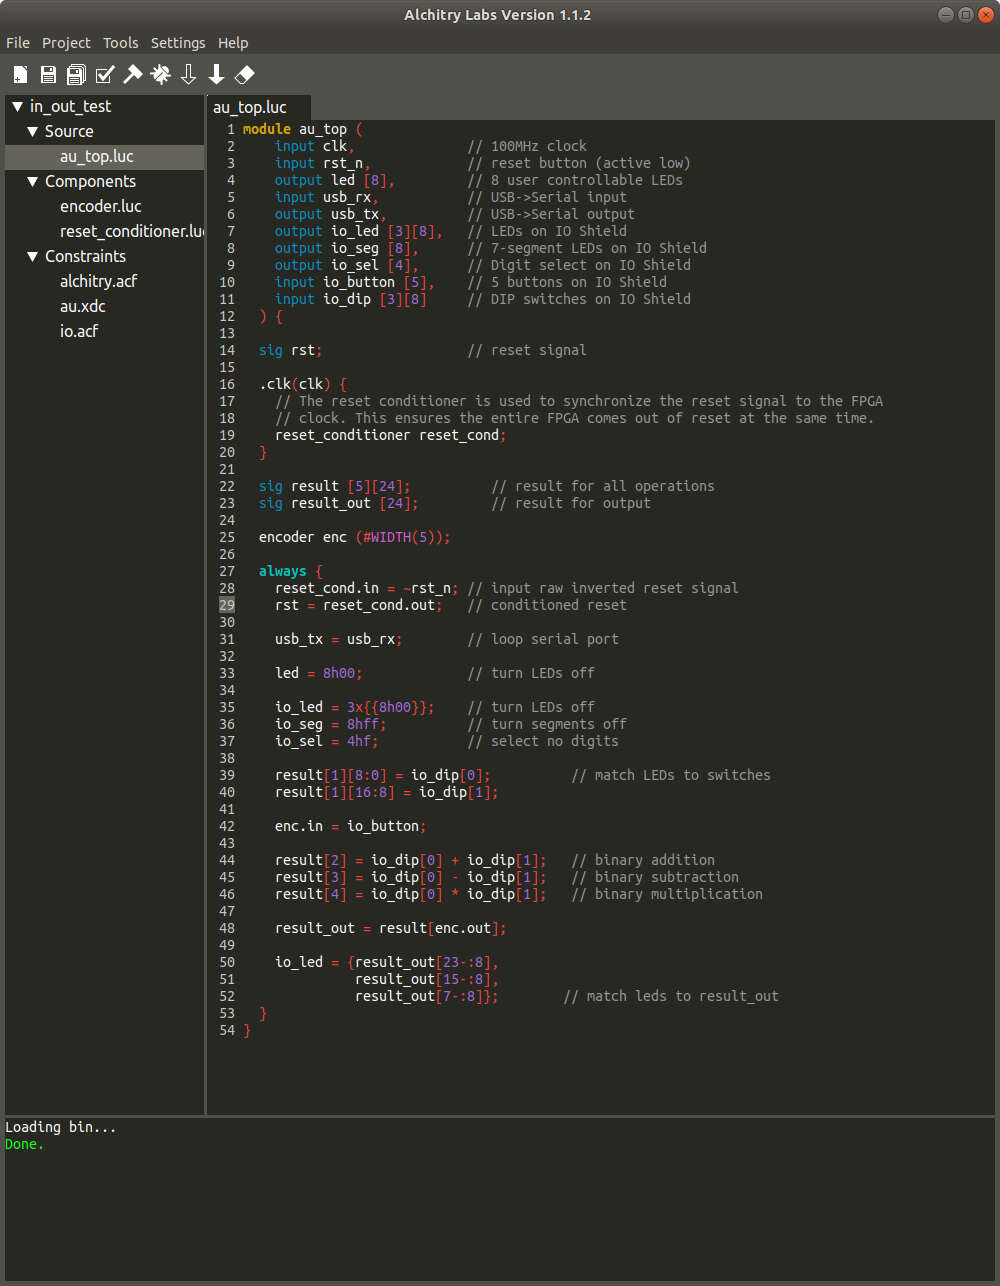 Alchitry Labs Version 1.1.2
File Project Tools Settings Help
in_out_test
Source
au_top.luc
Components
encoder.luc
reset_conditioner.luc
Constraints
alchitry.acf
au.xdc
io.acf
au_top.luc
1 module au_top (
2     input clk,              // 100MHz clock
3     input rst_n,            // reset button (active low)
4     output led [8],         // 8 user controllable LEDs
5     input usb_rx,           // USB->Serial input
6     output usb_tx,          // USB->Serial output
7     output io_led [3][8],   // LEDs on IO Shield
8     output io_seg [8],      // 7-segment LEDs on IO Shield
9     output io_sel [4],      // Digit select on IO Shield
10     input io_button [5],    // 5 buttons on IO Shield
11     input io_dip [3][8]     // DIP switches on IO Shield
12   ) {
13
14   sig rst;                  // reset signal
15
16   .clk(clk) {
17     // The reset conditioner is used to synchronize the reset signal to the FPGA
18     // clock. This ensures the entire FPGA comes out of reset at the same time.
19     reset_conditioner reset_cond;
20   }
21
22   sig result [5][24];          // result for all operations
23   sig result_out [24];         // result for output
24
25   encoder enc (#WIDTH(5));
26
27   always {
28     reset_cond.in = ~rst_n; // input raw inverted reset signal
29     rst = reset_cond.out;   // conditioned reset
30
31     usb_tx = usb_rx;        // loop serial port
32
33     led = 8h00;             // turn LEDs off
34
35     io_led = 3x{{8h00}};    // turn LEDs off
36     io_seg = 8hff;          // turn segments off
37     io_sel = 4hf;           // select no digits
38
39     result[1][8:0] = io_dip[0];          // match LEDs to switches
40     result[1][16:8] = io_dip[1];
41
42     enc.in = io_button;
43
44     result[2] = io_dip[0] + io_dip[1];   // binary addition
45     result[3] = io_dip[0] - io_dip[1];   // binary subtraction
46     result[4] = io_dip[0] * io_dip[1];   // binary multiplication
47
48     result_out = result[enc.out];
49
50     io_led = {result_out[23-:8],
51               result_out[15-:8],
52               result_out[7-:8]};        // match leds to result_out
53   }
54 }
Loading bin...
Done.